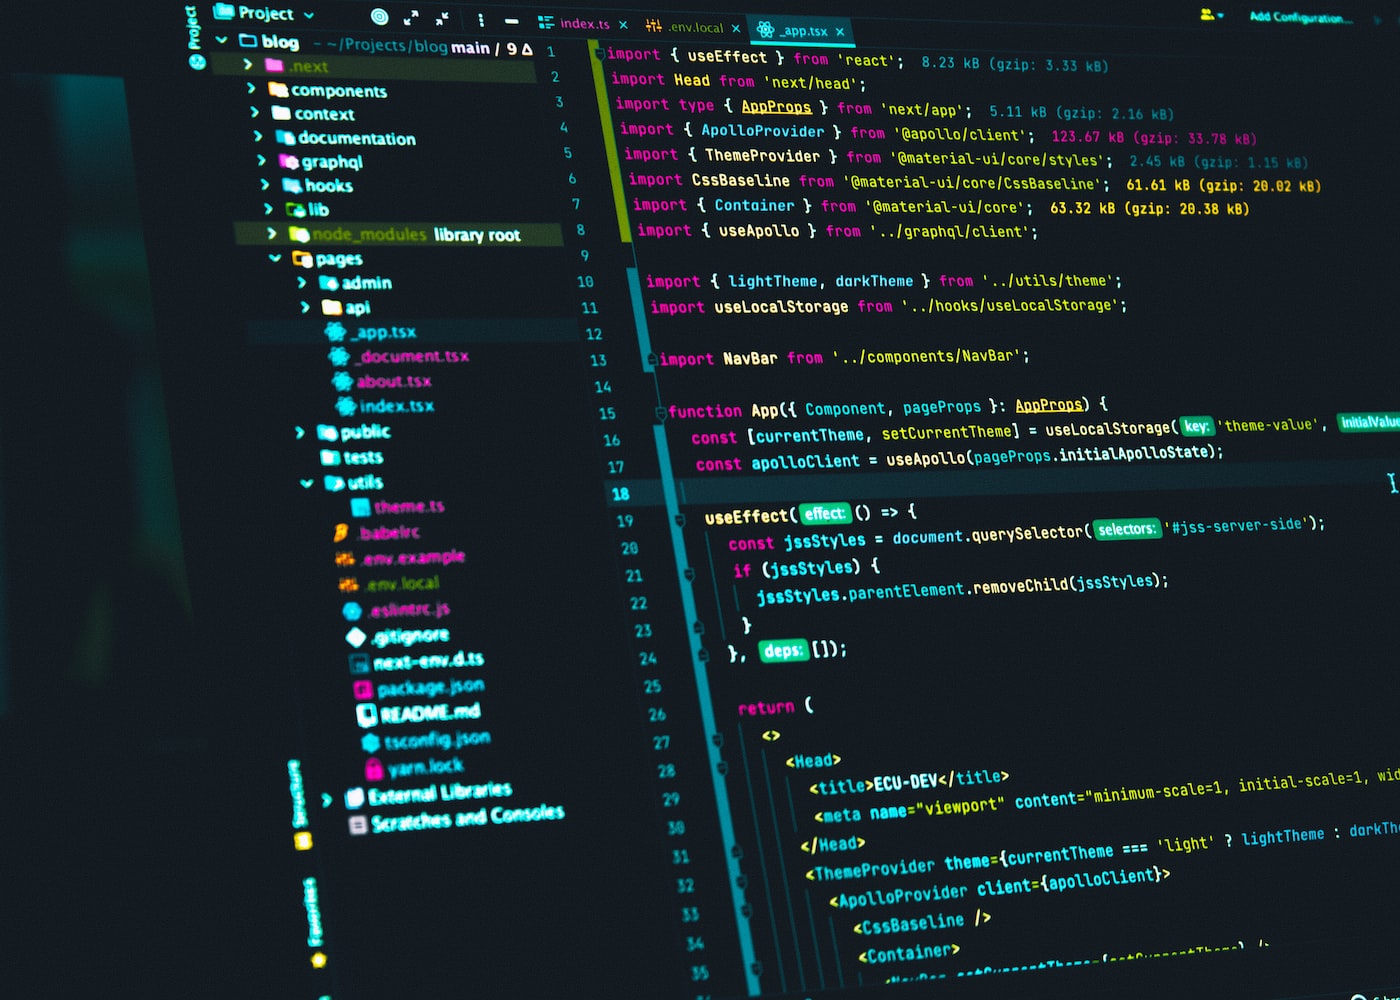 Project
Project
index.ts
.env.local
_app.tsx
Add Configuration...
blog ~/Projects/blog main / 9 Δ
.next
components
context
documentation
graphql
hooks
lib
node_modules library root
pages
admin
api
_app.tsx
_document.tsx
about.tsx
index.tsx
public
tests
utils
theme.ts
.babelrc
.env.example
.env.local
.eslintrc.js
.gitignore
next-env.d.ts
package.json
README.md
tsconfig.json
yarn.lock
External Libraries
Scratches and Consoles
Structure
Favorites
1 import { useEffect } from 'react'; 8.23 kB (gzip: 3.33 kB)
2 import Head from 'next/head';
3 import type { AppProps } from 'next/app'; 5.11 kB (gzip: 2.16 kB)
4 import { ApolloProvider } from '@apollo/client'; 123.67 kB (gzip: 33.78 kB)
5 import { ThemeProvider } from '@material-ui/core/styles'; 2.45 kB (gzip: 1.15 kB)
6 import CssBaseline from '@material-ui/core/CssBaseline'; 61.61 kB (gzip: 20.02 kB)
7 import { Container } from '@material-ui/core'; 63.32 kB (gzip: 20.38 kB)
8 import { useApollo } from '../graphql/client';
9
10 import { lightTheme, darkTheme } from '../utils/theme';
11 import useLocalStorage from '../hooks/useLocalStorage';
12
13 import NavBar from '../components/NavBar';
14
15 function App({ Component, pageProps }: AppProps) {
16 const [currentTheme, setCurrentTheme] = useLocalStorage( key: 'theme-value', initialValue
17 const apolloClient = useApollo(pageProps.initialApolloState);
18
19 useEffect( effect: () => {
20 const jssStyles = document.querySelector( selectors: '#jss-server-side');
21 if (jssStyles) {
22 jssStyles.parentElement.removeChild(jssStyles);
23 }
24 }, deps: []);
25
26 return (
27 <>
28 <Head>
29 <title>ECU-DEV</title>
30 <meta name="viewport" content="minimum-scale=1, initial-scale=1, wid
31 </Head>
32 <ThemeProvider theme={currentTheme === 'light' ? lightTheme : darkThe
33 <ApolloProvider client={apolloClient}>
34 <CssBaseline />
35 <Container>
<NavBar setCurrentTheme={setCurrentTheme} />